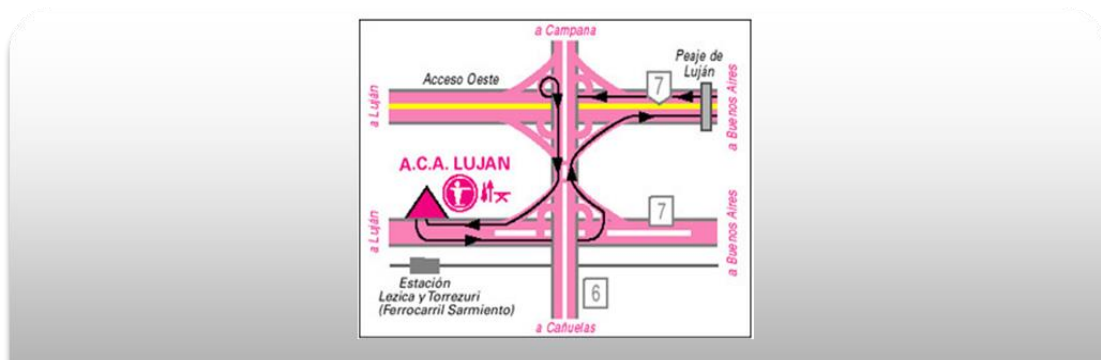 a Campana
Peaje de
Luján
Acceso Oeste
7
a Luján
a Buenos Aires
A.C.A. LUJAN
7
a Luján
a Buenos Aires
Estación
Lezica y Torrezuri
(Ferrocarril Sarmiento)
6
a Cañuelas